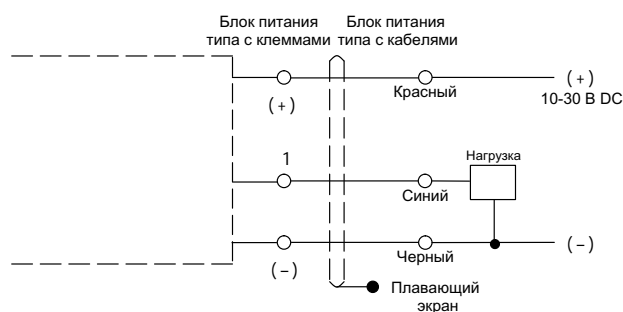 Блок питания
типа с клеммами
Блок питания
типа с кабелями
(+)
Красный
(+)
10-30 В DC
1
Синий
Нагрузка
(−)
Черный
(−)
Плавающий
экран